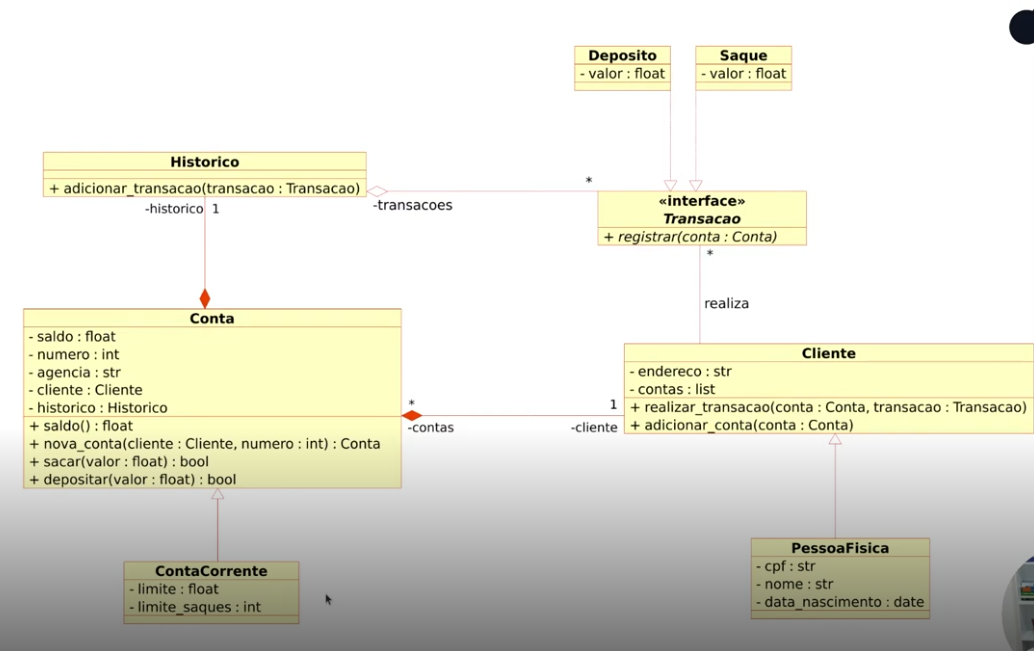 Deposito
- valor : float
Saque
- valor : float
Historico
+ adicionar_transacao(transacao : Transacao)
-historico 1
*
-transacoes
«interface»
Transacao
+ registrar(conta : Conta)
*
realiza
Conta
- saldo : float
- numero : int
- agencia : str
- cliente : Cliente
- historico : Historico
+ saldo() : float
+ nova_conta(cliente : Cliente, numero : int) : Conta
+ sacar(valor : float) : bool
+ depositar(valor : float) : bool
*
-contas
1
-cliente
Cliente
- endereco : str
- contas : list
+ realizar_transacao(conta : Conta, transacao : Transacao)
+ adicionar_conta(conta : Conta)
ContaCorrente
- limite : float
- limite_saques : int
PessoaFisica
- cpf : str
- nome : str
- data_nascimento : date